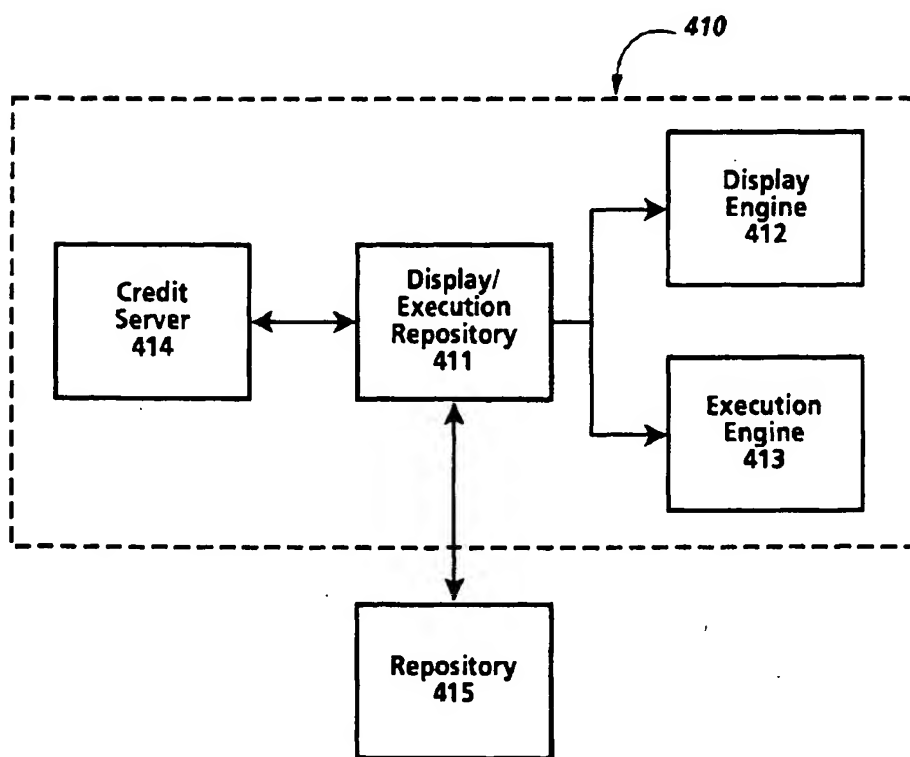 410
Display
Engine
412
Credit
Server
414
Display/
Execution
Repository
411
Execution
Engine
413
Repository
415